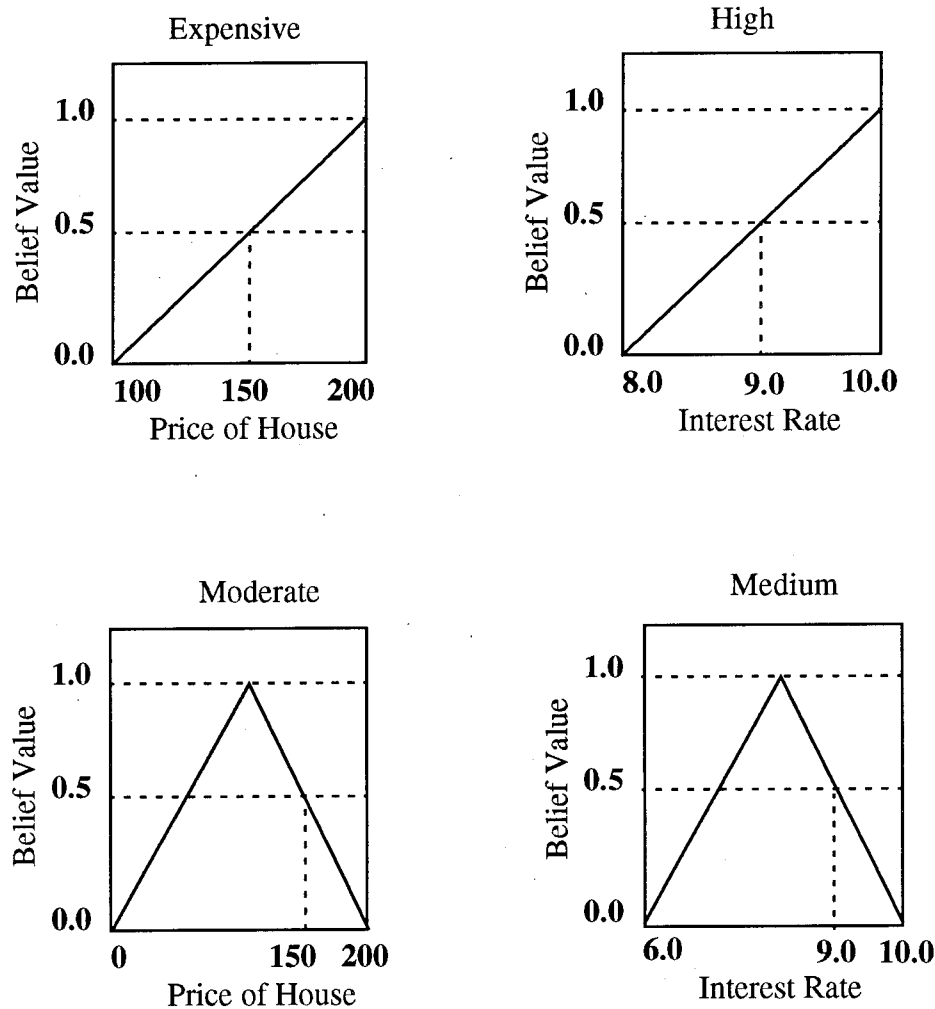 Expensive
Belief Value
1.0
0.5
0.0
100 150 200
Price of House
High
Belief Value
1.0
0.5
0.0
8.0 9.0 10.0
Interest Rate
Moderate
Belief Value
1.0
0.5
0.0
0 150 200
Price of House
Medium
Belief Value
1.0
0.5
0.0
6.0 9.0 10.0
Interest Rate